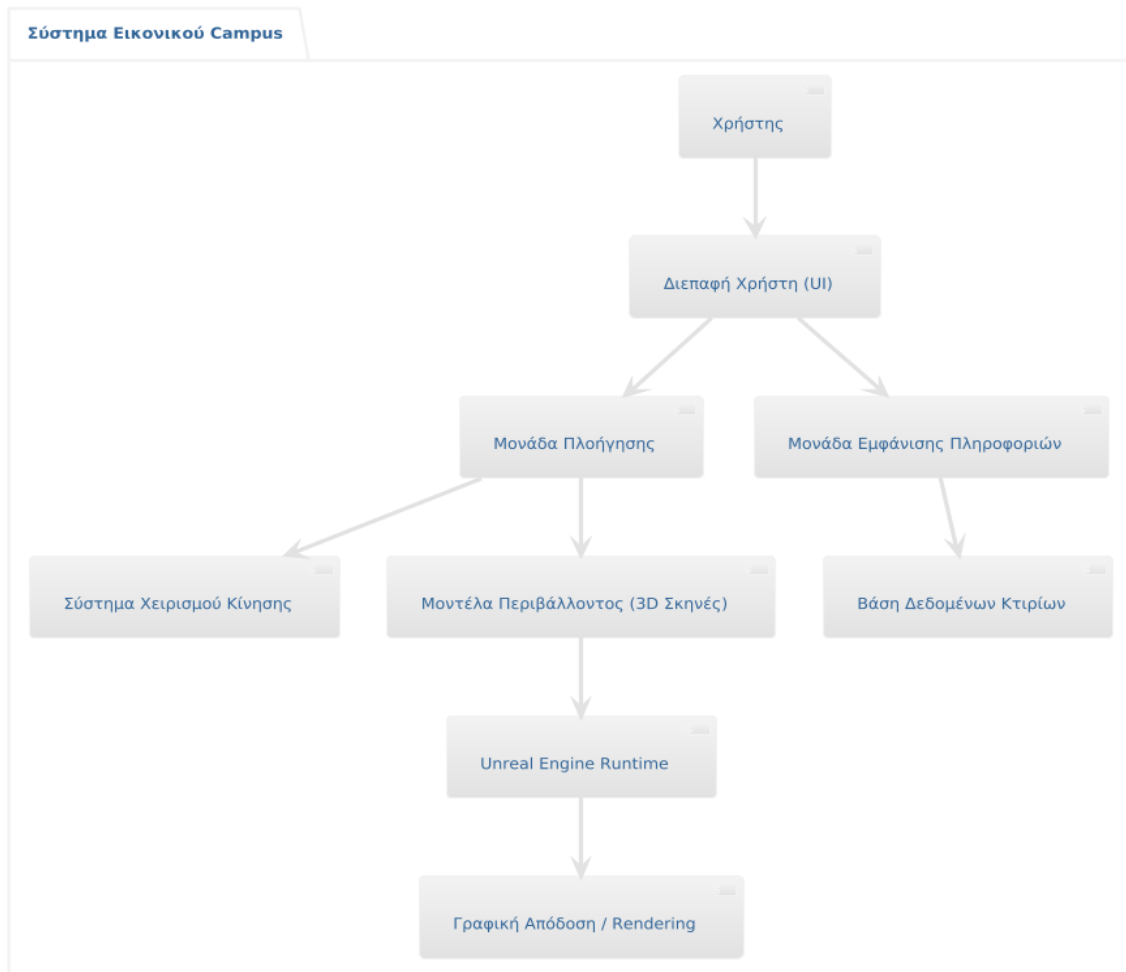 Σύστημα Εικονικού Campus
Χρήστης
Διεπαφή Χρήστη (UI)
Μονάδα Πλοήγησης
Μονάδα Εμφάνισης Πληροφοριών
Σύστημα Χειρισμού Κίνησης
Μοντέλα Περιβάλλοντος (3D Σκηνές)
Βάση Δεδομένων Κτιρίων
Unreal Engine Runtime
Γραφική Απόδοση / Rendering